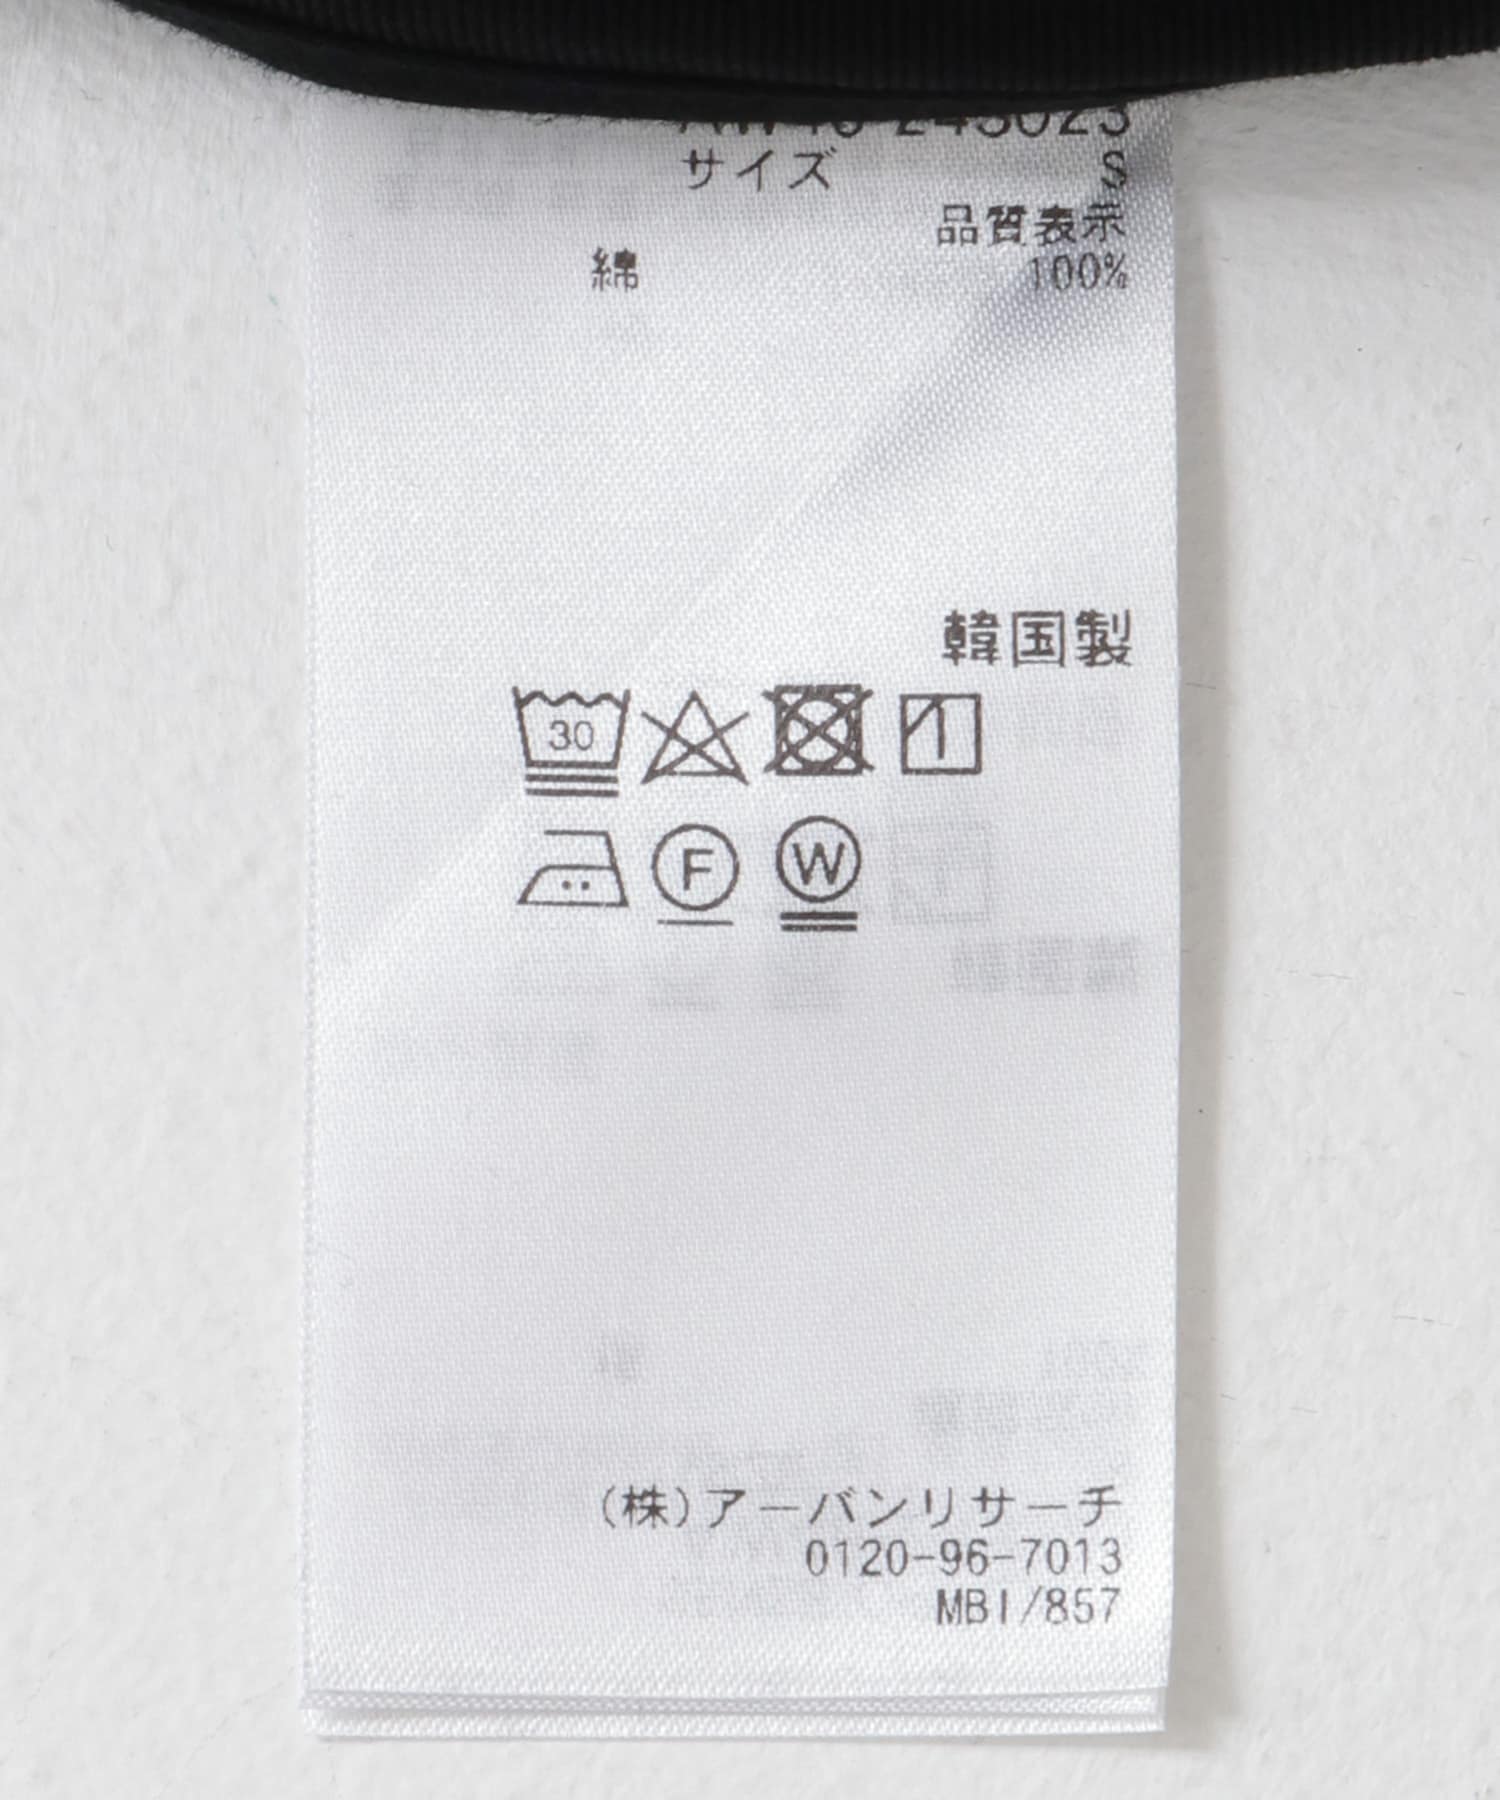 サイズ S
品質表示
綿 100%
韓国製
30
F W
(株)アーバンリサーチ
0120-96-7013
MBI/857